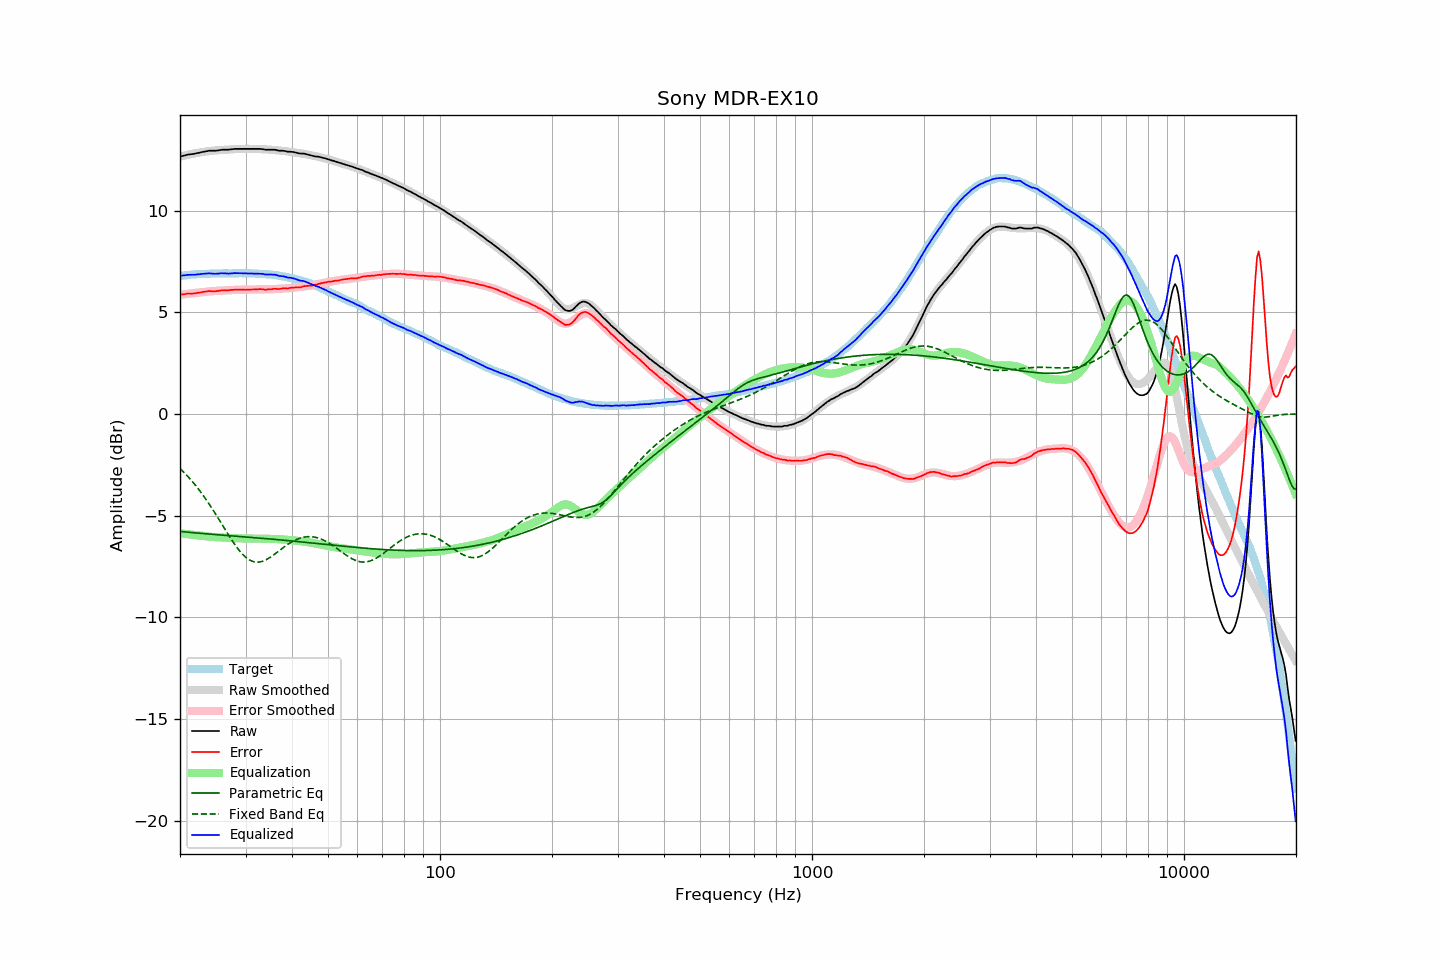 Sony MDR-EX10
Amplitude (dBr)
10
5
0
−5
−10
−15
−20
Target
Raw Smoothed
Error Smoothed
Raw
Error
Equalization
Parametric Eq
Fixed Band Eq
Equalized
100
1000
10000
Frequency (Hz)